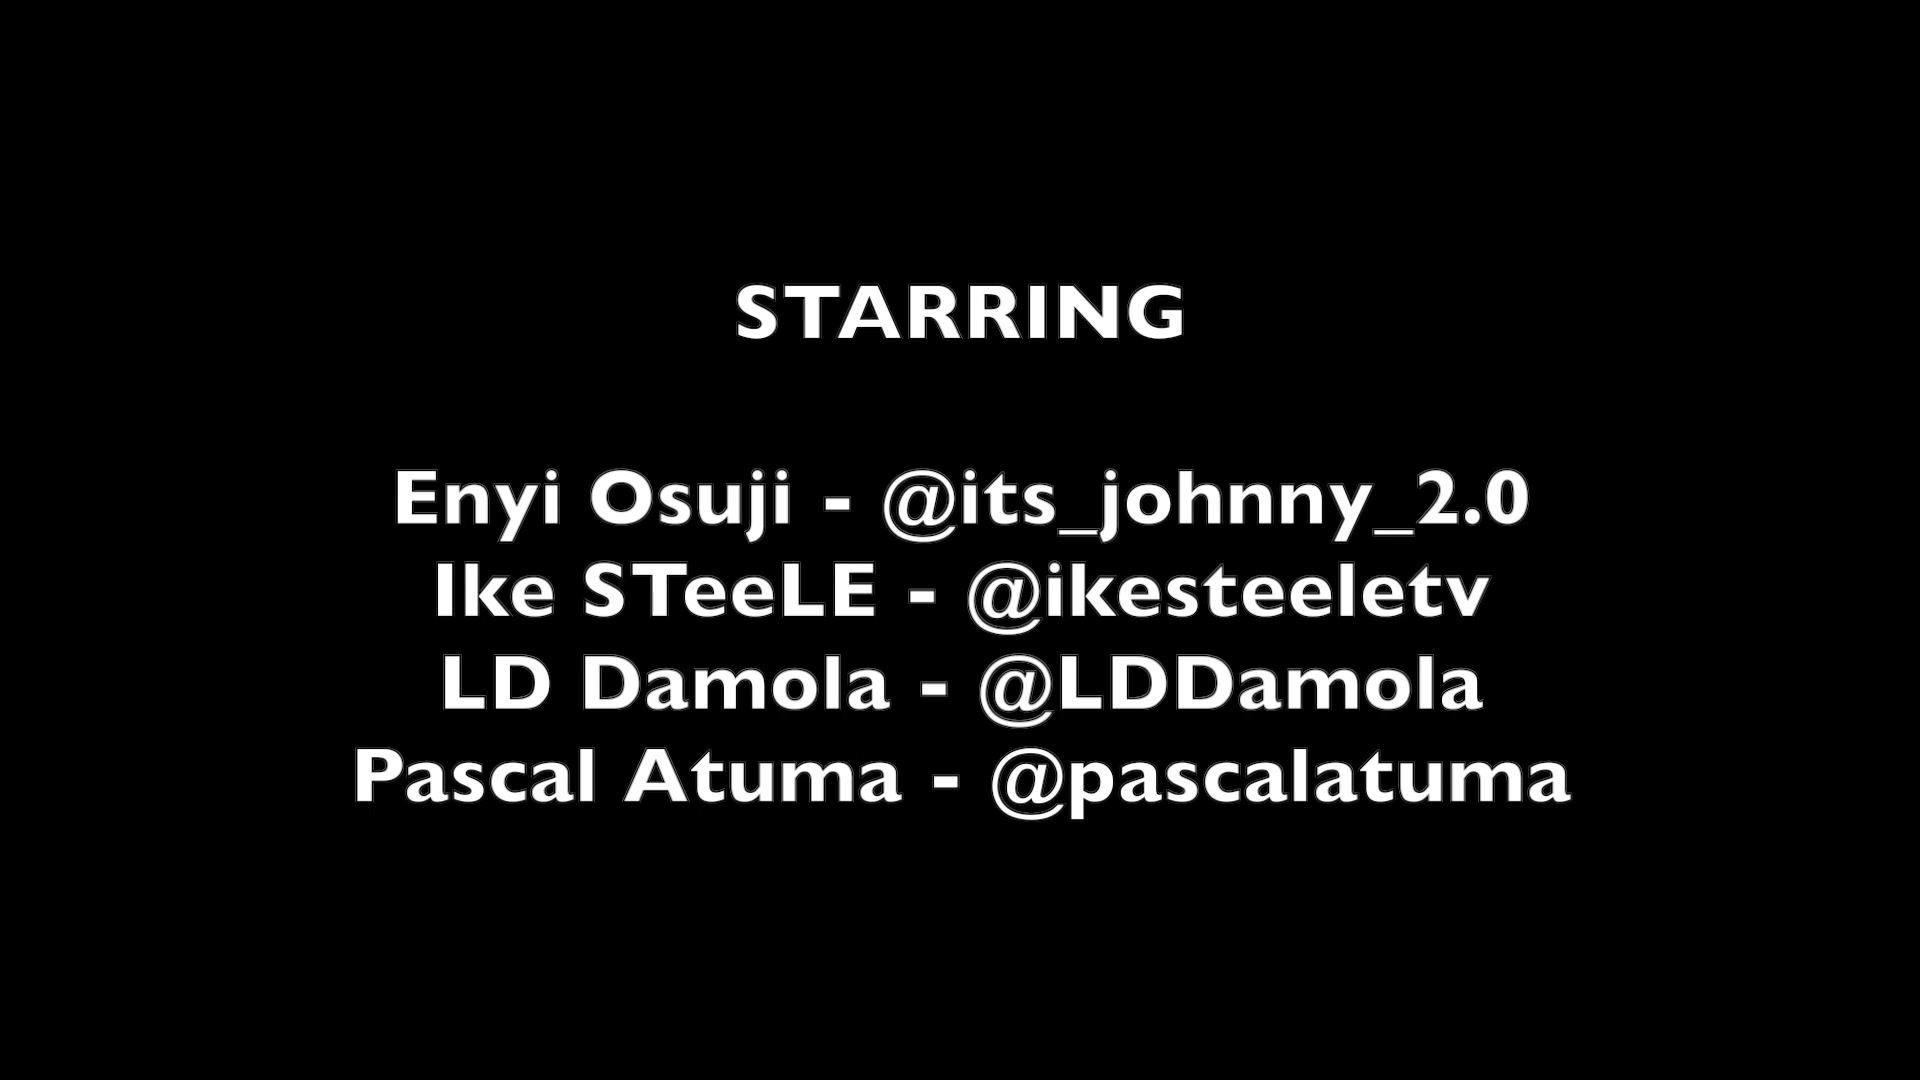 STARRING
Enyi Osuji - @its_johnny_2.0
Ike STeeLE - @ikesteeletv
LD Damola - @LDDamola
Pascal Atuma - @pascalatuma